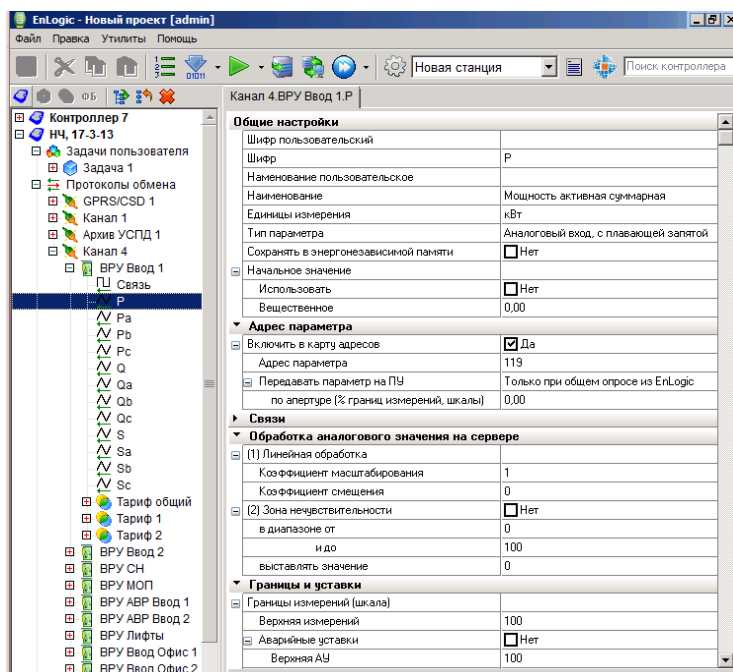 EnLogic - Новый проект [admin]
Файл Правка Утилиты Помощь
Новая станция
Поиск контроллера
Канал 4.ВРУ Ввод 1.P
Контроллер 7
НЧ, 17-3-13
Задачи пользователя
Задача 1
Протоколы обмена
GPRS/CSD 1
Канал 1
Архив УСПД 1
Канал 4
ВРУ Ввод 1
Связь
P
Pa
Pb
Pc
Q
Qa
Qb
Qc
S
Sa
Sb
Sc
Тариф общий
Тариф 1
Тариф 2
ВРУ Ввод 2
ВРУ СН
ВРУ МОП
ВРУ АВР Ввод 1
ВРУ АВР Ввод 2
ВРУ Лифты
ВРУ Ввод Офис 1
ВРУ Ввод Офис 2
Общие настройки
Шифр пользовательский
Шифр P
Наменование пользовательское
Наименование Мощность активная суммарная
Единицы измерения кВт
Тип параметра Аналоговый вход, с плавающей запятой
Сохранять в энергонезависимой памяти Нет
Начальное значение
Использовать Нет
Вещественное 0,00
Адрес параметра
Включить в карту адресов Да
Адрес параметра 119
Передавать параметр на ПУ Только при общем опросе из EnLogic
по апертуре (% границ измерений, шкалы) 0,00
Связи
Обработка аналогового значения на сервере
(1) Линейная обработка
Коэффициент масштабирования 1
Коэффициент смещения 0
(2) Зона нечувствительности Нет
в диапазоне от 0
и до 100
выставлять значение 0
Границы и уставки
Границы измерений (шкала)
Верхняя измерений 100
Аварийные уставки Нет
Верхняя АУ 100